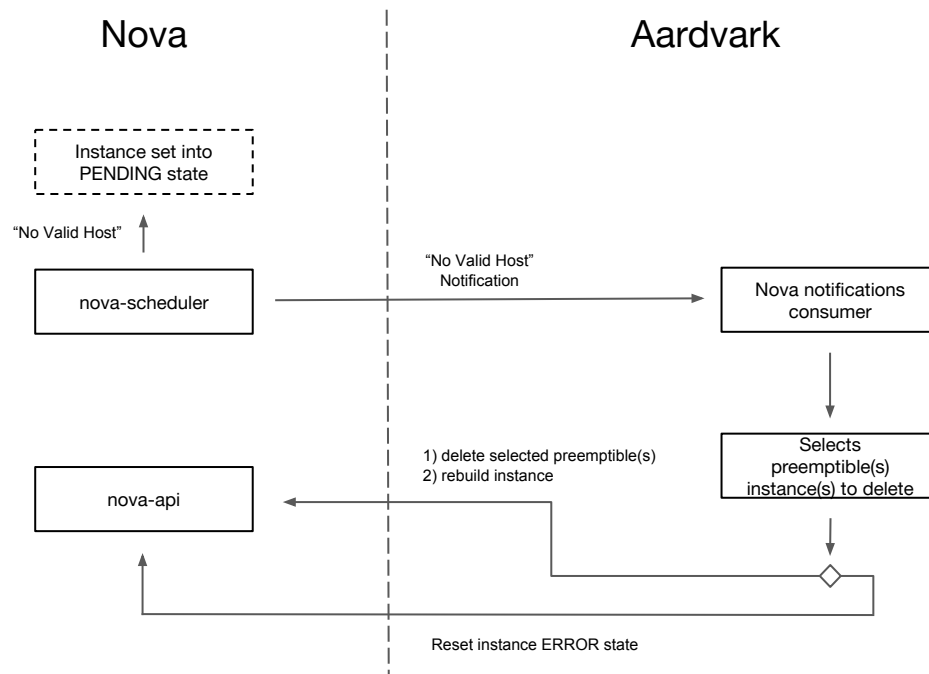 Nova
Aardvark
Instance set into
PENDING state
“No Valid Host”
“No Valid Host”
Notification
nova-scheduler
Nova notifications
consumer
1) delete selected preemptible(s)
2) rebuild instance
Selects
preemptible(s)
instance(s) to delete
nova-api
Reset instance ERROR state